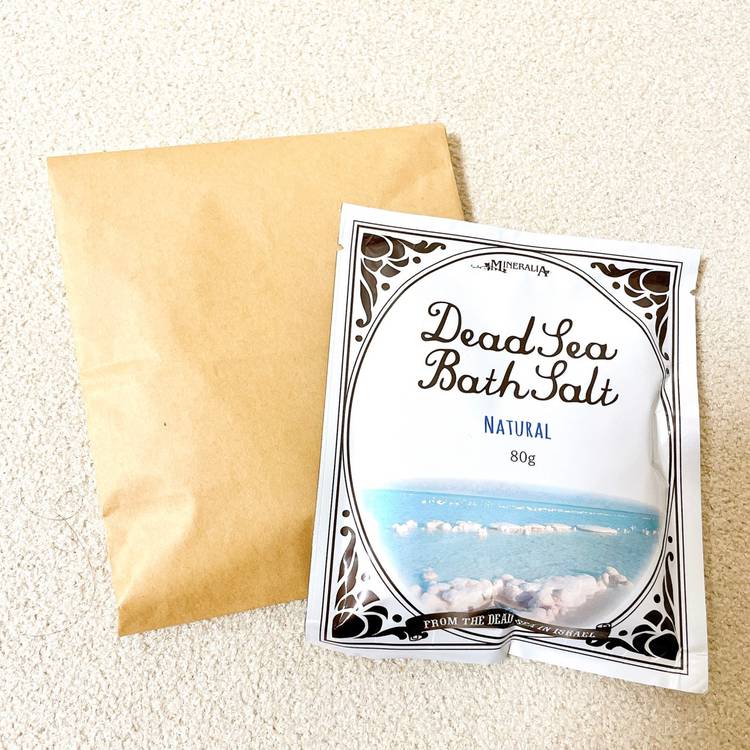 MINERALIA
Dead Sea
Bath Salt
NATURAL
80g
FROM THE DEAD SEA IN ISRAEL